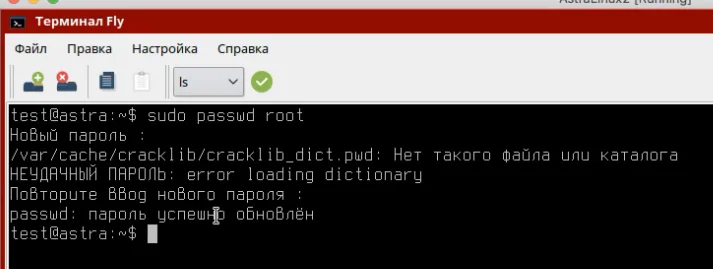 AstraLinux2 [Running]
Терминал Fly
Файл Правка Настройка Справка
ls
test@astra:~$ sudo passwd root
Новый пароль :
/var/cache/cracklib/cracklib_dict.pwd: Нет такого файла или каталога
НЕУДАЧНЫЙ ПАРОЛЬ: error loading dictionary
Повторите ввод нового пароля :
passwd: пароль успешно обновлён
test@astra:~$